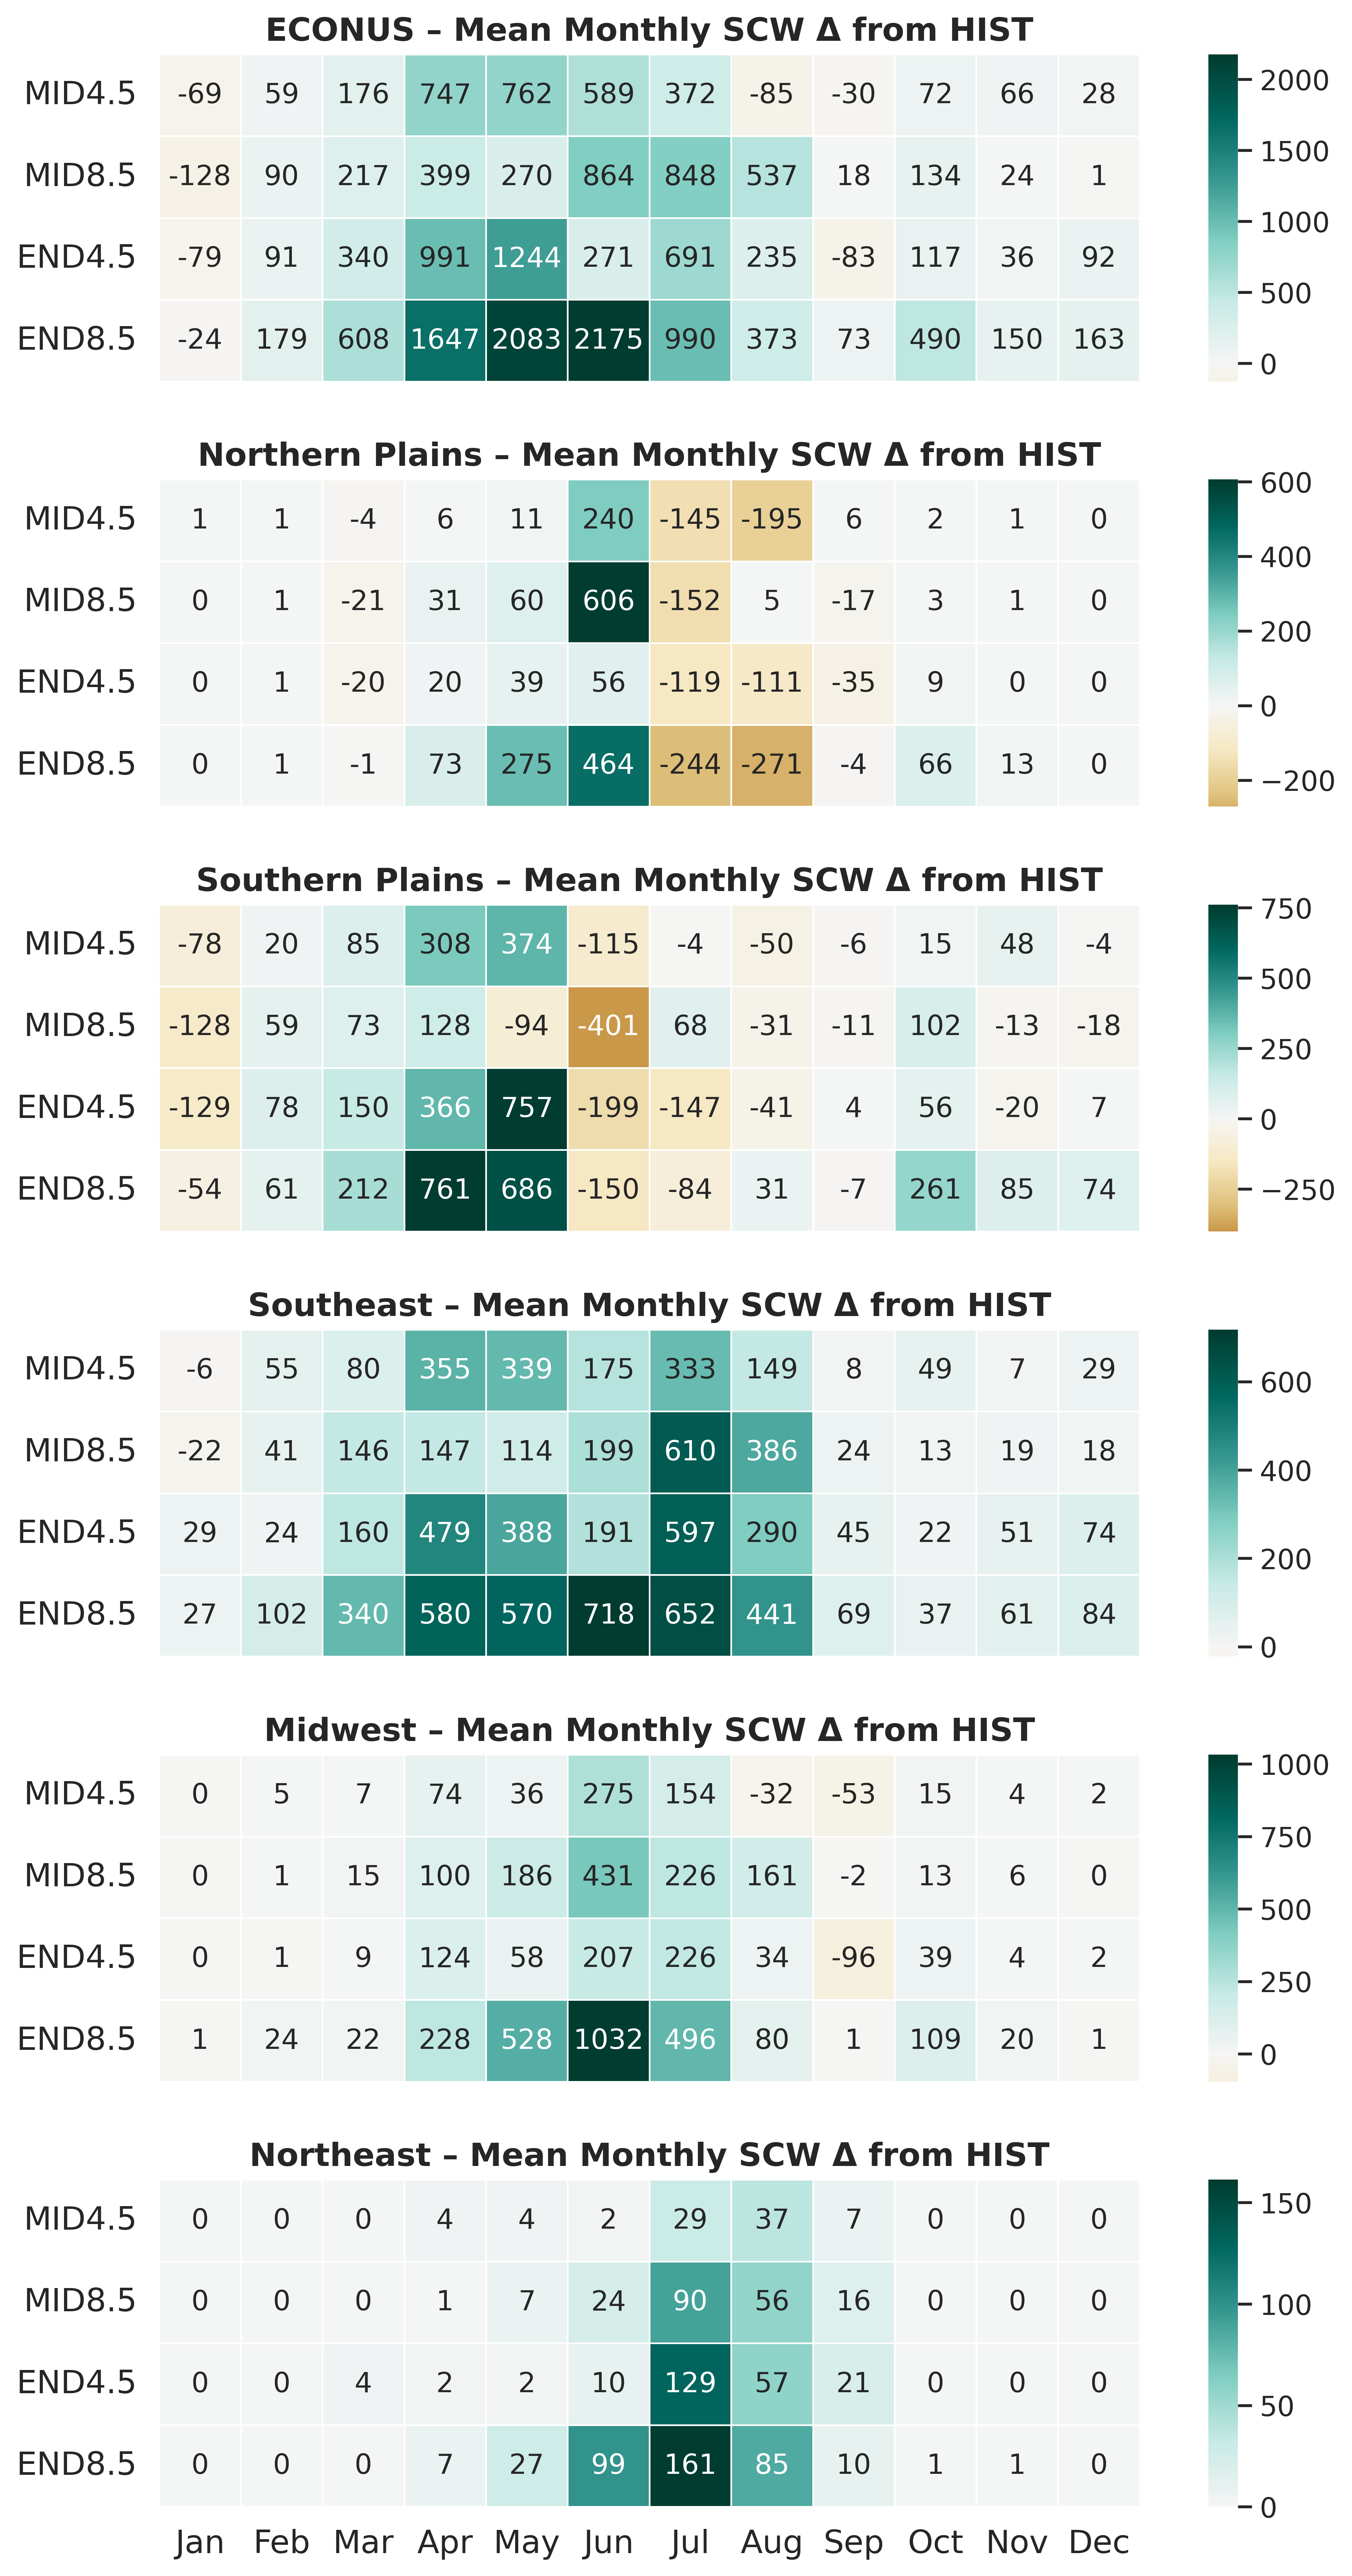 ECONUS – Mean Monthly SCW Δ from HIST
MID4.5 -69 59 176 747 762 589 372 -85 -30 72 66 28
MID8.5 -128 90 217 399 270 864 848 537 18 134 24 1
END4.5 -79 91 340 991 1244 271 691 235 -83 117 36 92
END8.5 -24 179 608 1647 2083 2175 990 373 73 490 150 163
2000
1500
1000
500
0
Northern Plains – Mean Monthly SCW Δ from HIST
MID4.5 1 1 -4 6 11 240 -145 -195 6 2 1 0
MID8.5 0 1 -21 31 60 606 -152 5 -17 3 1 0
END4.5 0 1 -20 20 39 56 -119 -111 -35 9 0 0
END8.5 0 1 -1 73 275 464 -244 -271 -4 66 13 0
600
400
200
0
−200
Southern Plains – Mean Monthly SCW Δ from HIST
MID4.5 -78 20 85 308 374 -115 -4 -50 -6 15 48 -4
MID8.5 -128 59 73 128 -94 -401 68 -31 -11 102 -13 -18
END4.5 -129 78 150 366 757 -199 -147 -41 4 56 -20 7
END8.5 -54 61 212 761 686 -150 -84 31 -7 261 85 74
750
500
250
0
−250
Southeast – Mean Monthly SCW Δ from HIST
MID4.5 -6 55 80 355 339 175 333 149 8 49 7 29
MID8.5 -22 41 146 147 114 199 610 386 24 13 19 18
END4.5 29 24 160 479 388 191 597 290 45 22 51 74
END8.5 27 102 340 580 570 718 652 441 69 37 61 84
600
400
200
0
Midwest – Mean Monthly SCW Δ from HIST
MID4.5 0 5 7 74 36 275 154 -32 -53 15 4 2
MID8.5 0 1 15 100 186 431 226 161 -2 13 6 0
END4.5 0 1 9 124 58 207 226 34 -96 39 4 2
END8.5 1 24 22 228 528 1032 496 80 1 109 20 1
1000
750
500
250
0
Northeast – Mean Monthly SCW Δ from HIST
MID4.5 0 0 0 4 4 2 29 37 7 0 0 0
MID8.5 0 0 0 1 7 24 90 56 16 0 0 0
END4.5 0 0 4 2 2 10 129 57 21 0 0 0
END8.5 0 0 0 7 27 99 161 85 10 1 1 0
150
100
50
0
Jan Feb Mar Apr May Jun Jul Aug Sep Oct Nov Dec